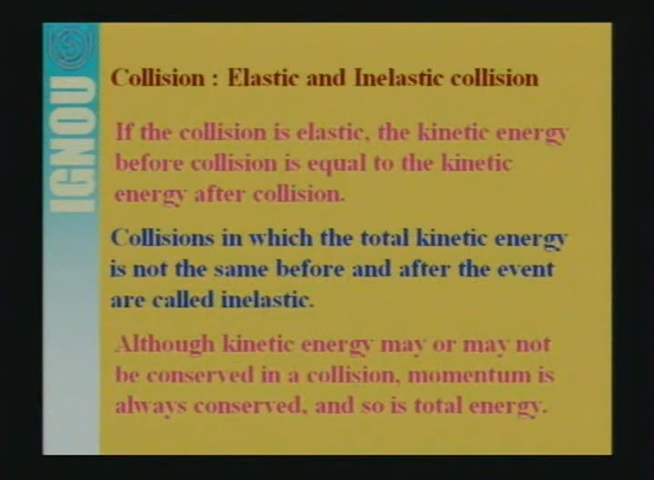 IGNOU
Collision : Elastic and Inelastic collision
If the collision is elastic, the kinetic energy
before collision is equal to the kinetic
energy after collision.
Collisions in which the total kinetic energy
is not the same before and after the event
are called inelastic.
Although kinetic energy may or may not
be conserved in a collision, momentum is
always conserved, and so is total energy.